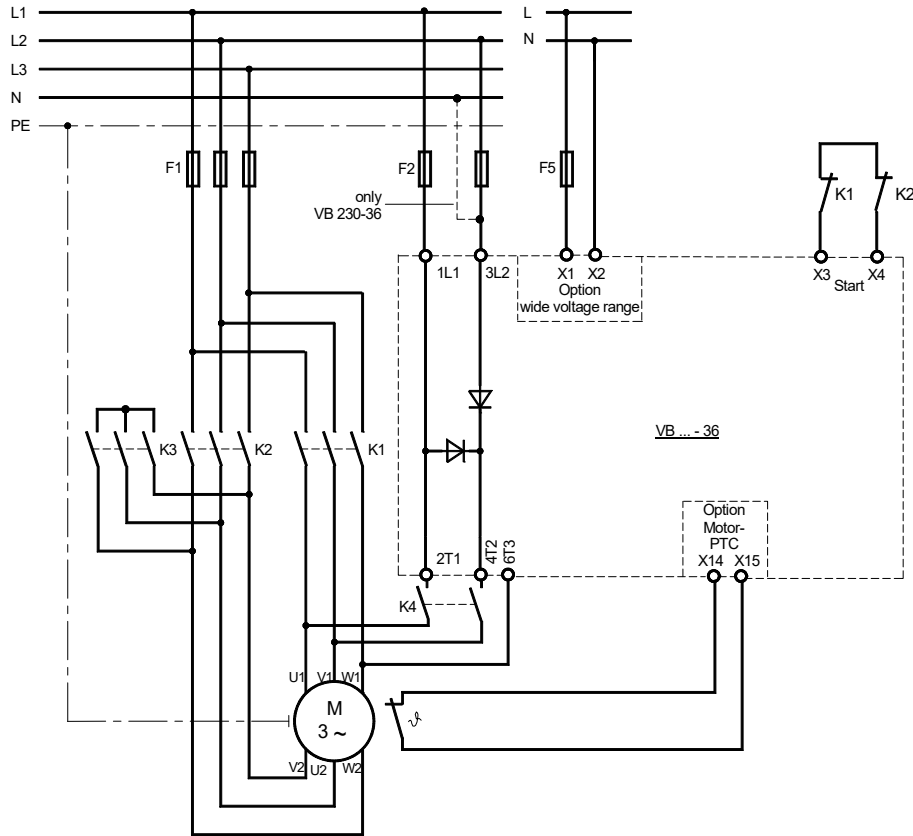 L1
L2
L3
N
PE
L
N
F1
F2
F5
only
VB 230-36
K1
K2
1L1
3L2
X1
X2
X3
X4
Option
wide voltage range
Start
K3
K2
K1
VB ... - 36
Option
Motor-
PTC
2T1
4T2
6T3
X14
X15
K4
U1
V1
W1
M
3 ~
ϑ
V2
U2
W2